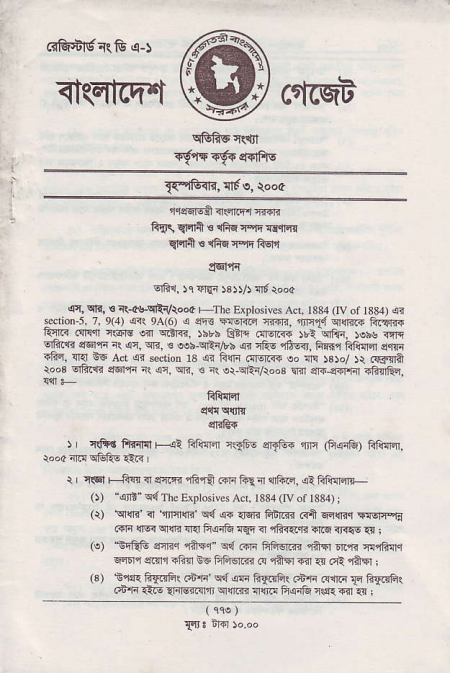 রেজিস্টার্ড নং ডি এ-১
গণপ্রজাতন্ত্রী বাংলাদেশ
সরকার
বাংলাদেশ গেজেট
অতিরিক্ত সংখ্যা
কর্তৃপক্ষ কর্তৃক প্রকাশিত
বৃহস্পতিবার, মার্চ ৩, ২০০৫
গণপ্রজাতন্ত্রী বাংলাদেশ সরকার
বিদ্যুৎ, জ্বালানী ও খনিজ সম্পদ মন্ত্রণালয়
জ্বালানী ও খনিজ সম্পদ বিভাগ
প্রজ্ঞাপন
তারিখ, ১৭ ফাল্গুন ১৪১১/১ মার্চ ২০০৫
এস, আর, ও নং-৫৬-আইন/২০০৫।—The Explosives Act, 1884 (IV of 1884) এর
section-5, 7, 9(4) এবং 9A(6) এ প্রদত্ত ক্ষমতাবলে সরকার, গ্যাসপূর্ণ আধারকে বিস্ফোরক
হিসাবে ঘোষণা সংক্রান্ত ৩রা অক্টোবর, ১৯৮৯ খ্রিষ্টাব্দ মোতাবেক ১৮ই আশ্বিন, ১৩৯৬ বঙ্গাব্দ
তারিখের প্রজ্ঞাপন নং এস, আর, ও ৩৩৯-আইন/৮৯ এর সহিত পঠিতব্য, নিম্নরূপ বিধিমালা প্রণয়ন
করিল, যাহা উক্ত Act এর section 18 এর বিধান মোতাবেক ৩০ মাঘ ১৪১০/ ১২ ফেব্রুয়ারী
২০০৪ তারিখের প্রজ্ঞাপন নং এস, আর, ও নং ৩২-আইন/২০০৪ দ্বারা প্রাক-প্রকাশনা করিয়াছিল,
যথা ঃ—
বিধিমালা
প্রথম অধ্যায়
প্রারম্ভিক
১। সংক্ষিপ্ত শিরনামা।—এই বিধিমালা সংকুচিত প্রাকৃতিক গ্যাস (সিএনজি) বিধিমালা,
২০০৫ নামে অভিহিত হইবে।
২। সংজ্ঞা।—বিষয় বা প্রসঙ্গের পরিপন্থী কোন কিছু না থাকিলে, এই বিধিমালায়—
(১) “এ্যাক্ট” অর্থ The Explosives Act, 1884 (IV of 1884) ;
(২) ‘আধার’ বা ‘গ্যাসাধার’ অর্থ এক হাজার লিটারের বেশী জলধারণ ক্ষমতাসম্পন্ন
কোন ধাতব আধার যাহা সিএনজি মজুদ বা পরিবহণের কাজে ব্যবহৃত হয় ;
(৩) “উদস্থিতি প্রসারণ পরীক্ষণ” অর্থ কোন সিলিন্ডারের পরীক্ষা চাপের সমপরিমাণ
জলচাপ প্রয়োগ করিয়া উক্ত সিলিন্ডারের যে পরীক্ষা করা হয় সেই পরীক্ষা ;
(৪) ‘উপগ্রহ রিফুয়েলিং স্টেশন’ অর্থ এমন রিফুয়েলিং স্টেশন যেখানে মূল রিফুয়েলিং
স্টেশন হইতে স্থানান্তরযোগ্য আধারের মাধ্যমে সিএনজি সংগ্রহ করা হয় ;
( ৭৭৩ )
মূল্য ঃ টাকা ১০.০০